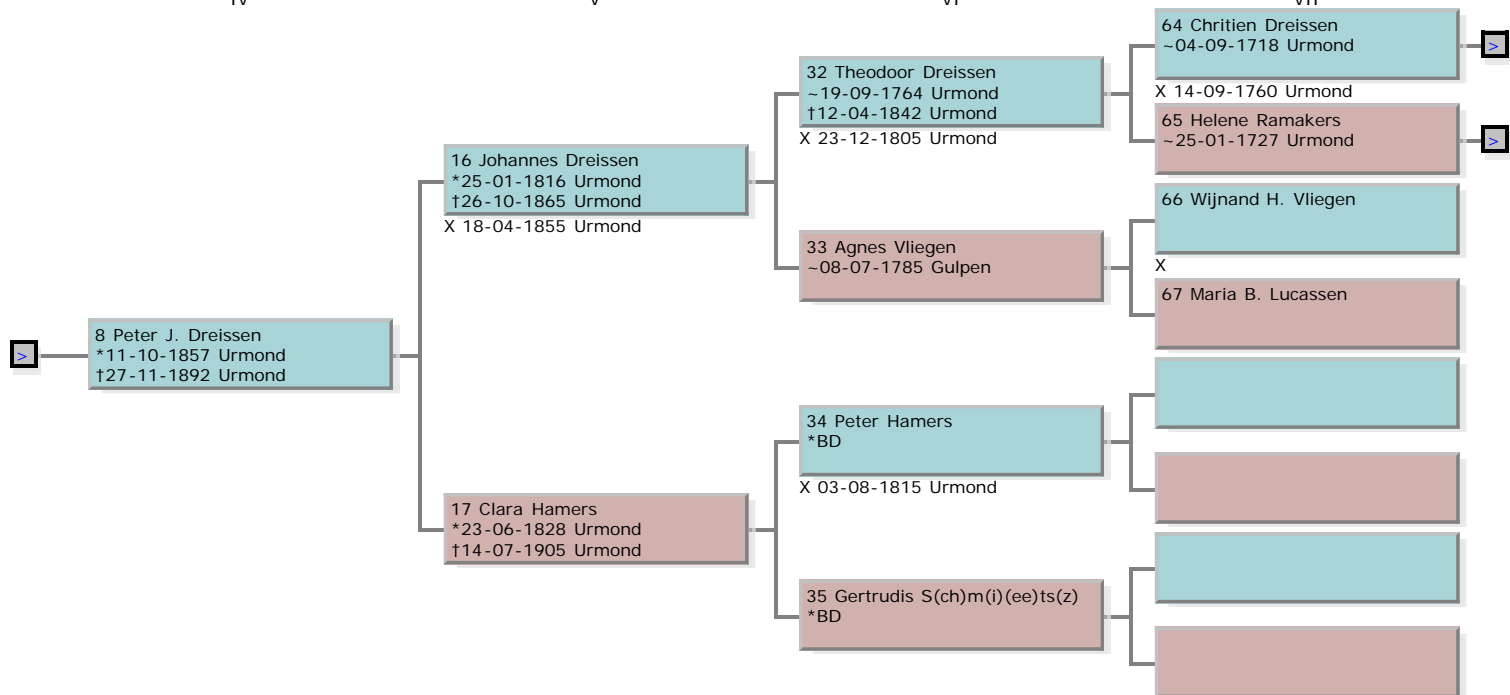 IV
V
VI
VII
64 Chritien Dreissen
~04-09-1718 Urmond
>
X 14-09-1760 Urmond
65 Helene Ramakers
~25-01-1727 Urmond
>
32 Theodoor Dreissen
~19-09-1764 Urmond
†12-04-1842 Urmond
X 23-12-1805 Urmond
66 Wijnand H. Vliegen
X
67 Maria B. Lucassen
33 Agnes Vliegen
~08-07-1785 Gulpen
16 Johannes Dreissen
*25-01-1816 Urmond
†26-10-1865 Urmond
X 18-04-1855 Urmond
>
8 Peter J. Dreissen
*11-10-1857 Urmond
†27-11-1892 Urmond
34 Peter Hamers
*BD
X 03-08-1815 Urmond
17 Clara Hamers
*23-06-1828 Urmond
†14-07-1905 Urmond
35 Gertrudis S(ch)m(i)(ee)ts(z)
*BD